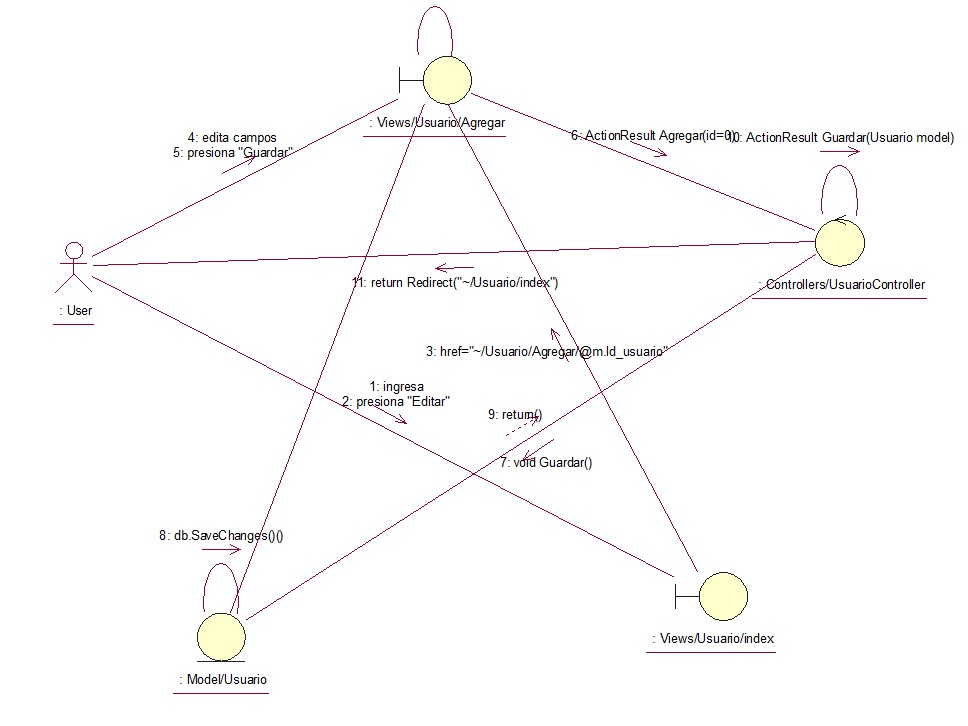 : Views/Usuario/Agregar
4: edita campos
5: presiona "Guardar"
6: ActionResult Agregar(id=0)
10: ActionResult Guardar(Usuario model)
: User
11: return Redirect("~/Usuario/index")
: Controllers/UsuarioController
3: href="~/Usuario/Agregar/@m.Id_usuario"
1: ingresa
2: presiona "Editar"
9: return()
7: void Guardar()
8: db.SaveChanges()()
: Views/Usuario/index
: Model/Usuario